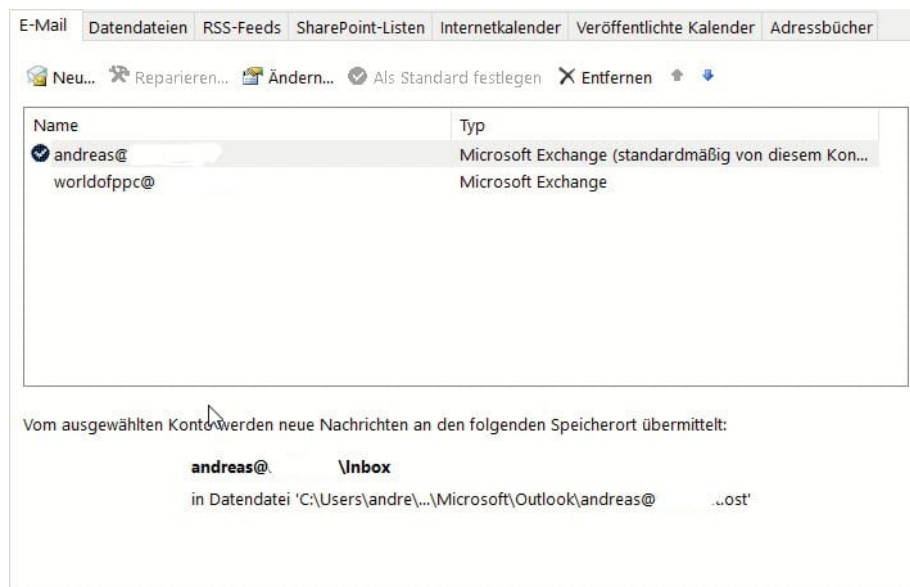 E-Mail Datendateien RSS-Feeds SharePoint-Listen Internetkalender Veröffentlichte Kalender Adressbücher
Neu... Reparieren... Ändern... Als Standard festlegen Entfernen
Name Typ
andreas@ Microsoft Exchange (standardmäßig von diesem Kon...
worldofppc@ Microsoft Exchange
Vom ausgewählten Konto werden neue Nachrichten an den folgenden Speicherort übermittelt:
andreas@. \Inbox
in Datendatei 'C:\Users\andre\...\Microsoft\Outlook\andreas@ ...ost'